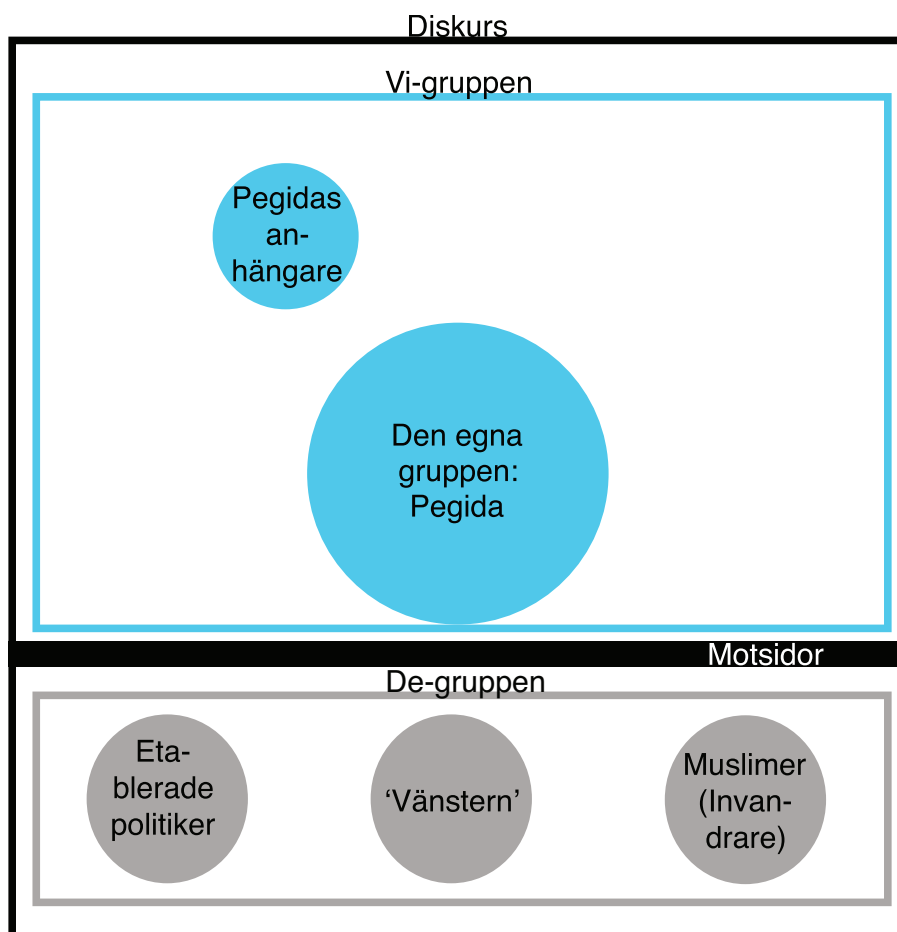 Diskurs
Vi-gruppen
Pegidas
an-
hängare
Den egna
gruppen:
Pegida
Motsidor
De-gruppen
Eta-
blerade
politiker
‘Vänstern’
Muslimer
(Invan-
drare)